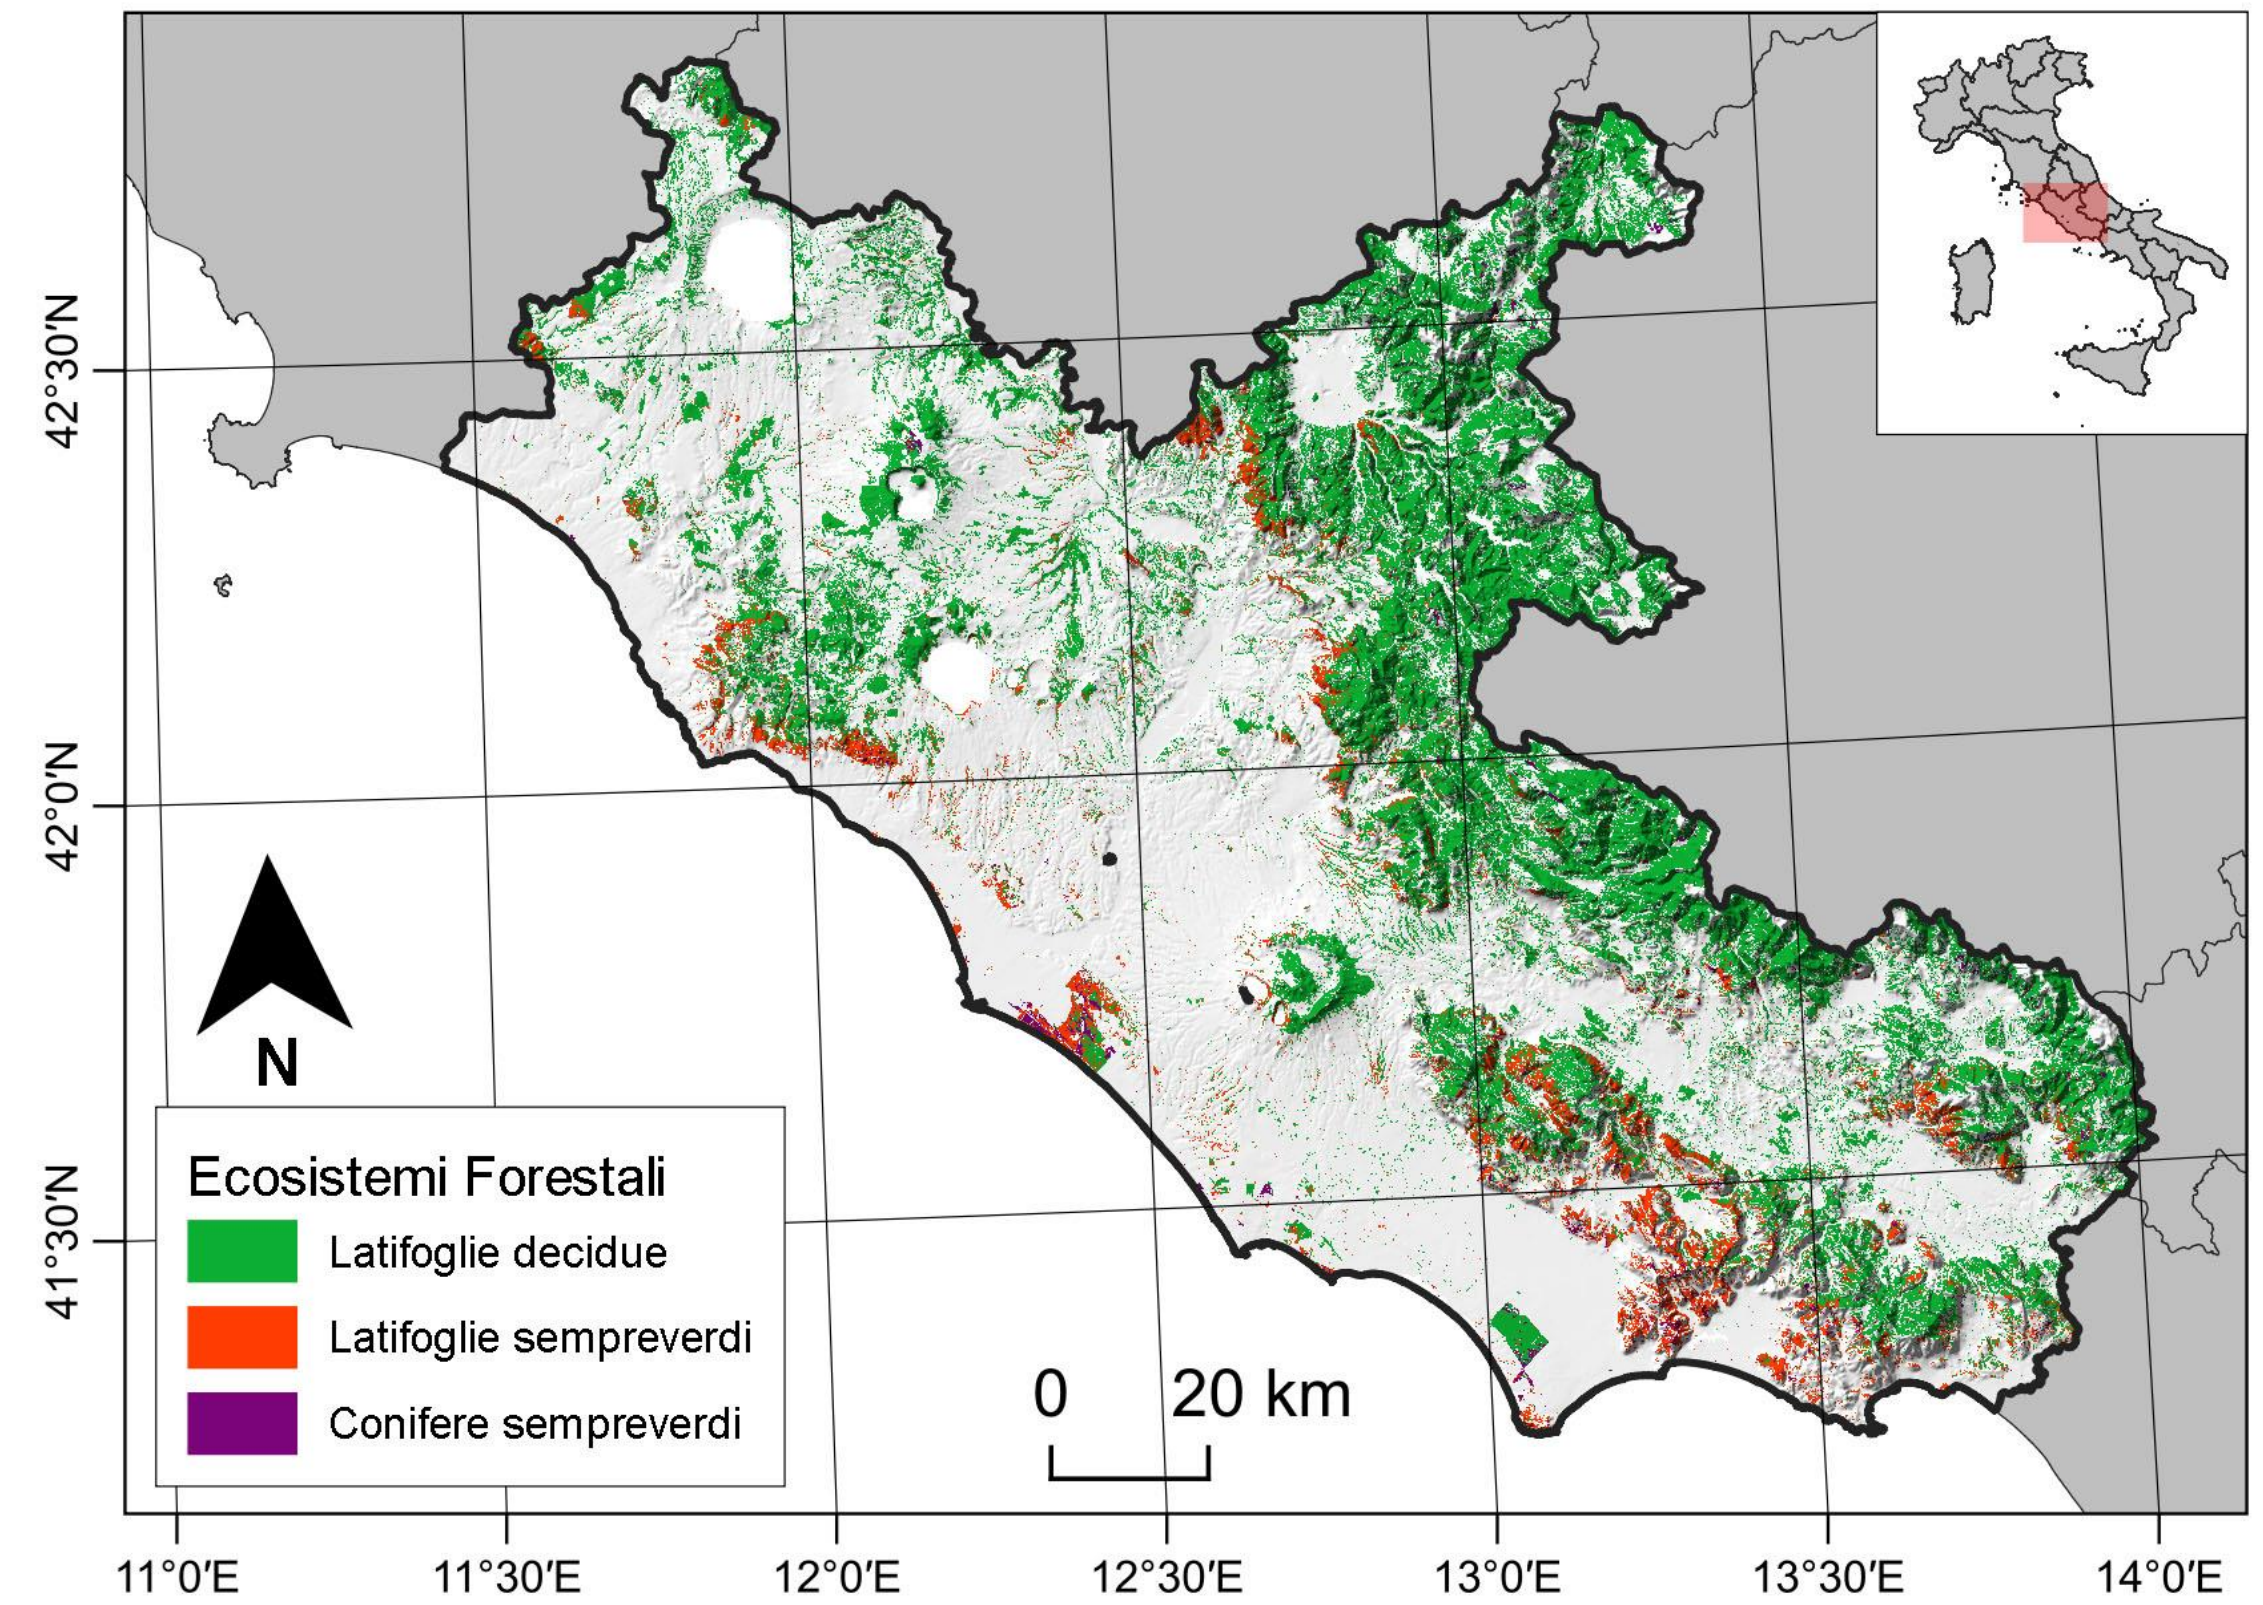 42°30'N
42°0'N
41°30'N
N
Ecosistemi Forestali
Latifoglie decidue
Latifoglie sempreverdi
Conifere sempreverdi
0 20 km
11°0'E 11°30'E 12°0'E 12°30'E 13°0'E 13°30'E 14°0'E